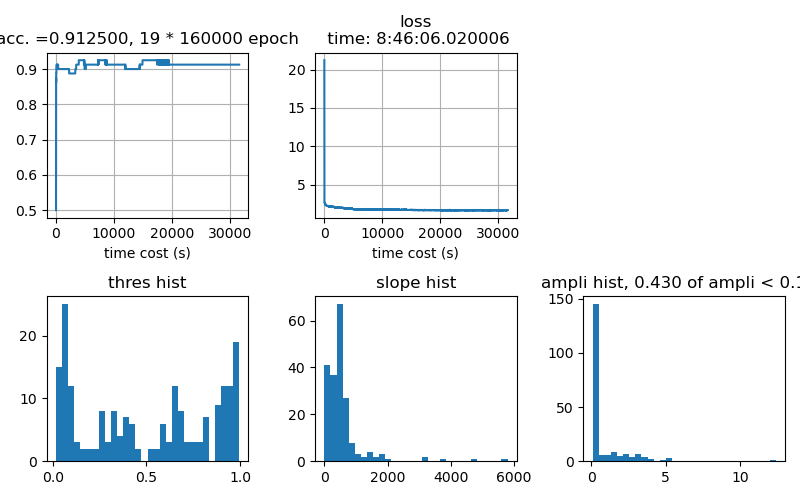 acc. =0.912500, 19 * 160000 epoch
0.9
0.8
0.7
0.6
0.5
0 10000 20000 30000
time cost (s)
loss
time: 8:46:06.020006
20
15
10
5
0 10000 20000 30000
time cost (s)
thres hist
20
10
0
0.0 0.5 1.0
slope hist
60
40
20
0
0 2000 4000 6000
ampli hist, 0.430 of ampli < 0.1
150
100
50
0
0 5 10